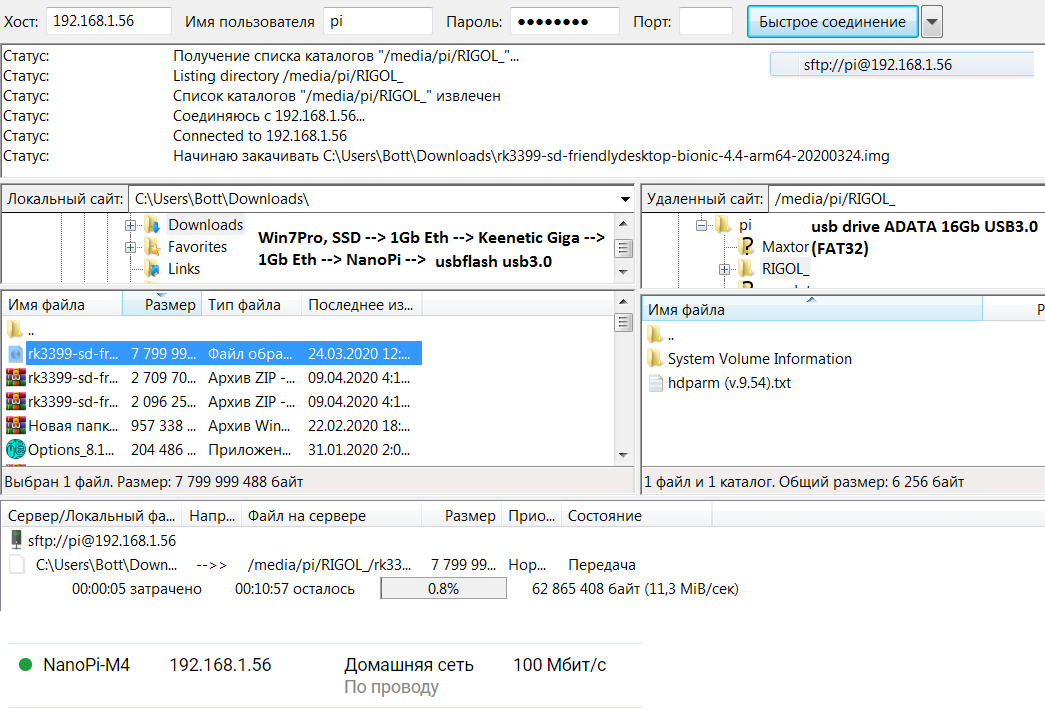 Хост: 192.168.1.56 Имя пользователя pi Пароль: ●●●●●●●● Порт: Быстрое соединение
Статус: Получение списка каталогов "/media/pi/RIGOL_"...
sftp://pi@192.168.1.56
Статус: Listing directory /media/pi/RIGOL_
Статус: Список каталогов "/media/pi/RIGOL_" извлечен
Статус: Соединяюсь с 192.168.1.56...
Статус: Connected to 192.168.1.56
Статус: Начинаю закачивать C:\Users\Bott\Downloads\rk3399-sd-friendlydesktop-bionic-4.4-arm64-20200324.img
Локальный сайт: C:\Users\Bott\Downloads\
Downloads
Favorites
Links
Win7Pro, SSD --> 1Gb Eth --> Keenetic Giga -->
1Gb Eth --> NanoPi --> usbflash usb3.0
Удаленный сайт: /media/pi/RIGOL_
pi
Maxtor
RIGOL_
usb drive ADATA 16Gb USB3.0
(FAT32)
Имя файла Размер Тип файла Последнее из...
..
rk3399-sd-fr... 7 799 99... Файл обра... 24.03.2020 12:...
rk3399-sd-fr... 2 709 70... Архив ZIP -... 09.04.2020 4:1...
rk3399-sd-fr... 2 096 25... Архив ZIP -... 09.04.2020 4:1...
Новая папк... 957 338 ... Архив Win... 22.02.2020 18:...
Options_8.1... 204 486 ... Приложен... 31.01.2020 2:0...
Выбран 1 файл. Размер: 7 799 999 488 байт
Имя файла Р
..
System Volume Information
hdparm (v.9.54).txt
1 файл и 1 каталог. Общий размер: 6 256 байт
Сервер/Локальный фа... Напр... Файл на сервере Размер Прио... Состояние
sftp://pi@192.168.1.56
C:\Users\Bott\Down... -->> /media/pi/RIGOL_/rk33... 7 799 99... Нор... Передача
00:00:05 затрачено 00:10:57 осталось 0.8% 62 865 408 байт (11,3 MiB/сек)
NanoPi-M4 192.168.1.56 Домашняя сеть 100 Мбит/с
По проводу